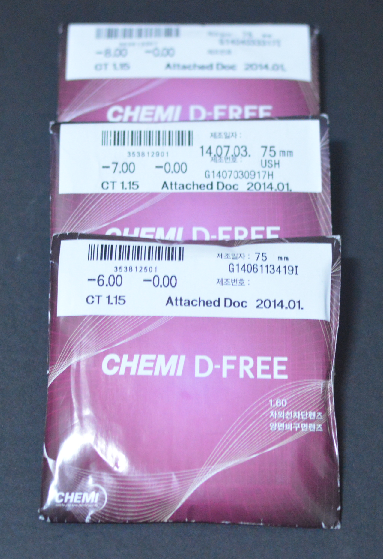 75 m
-8.00 -0.00
CT 1.15 Attached Doc 2014.01.
CHEMI D-FREE
353612901
제조일자 :
14.07.03. 75 mm
-7.00 -0.00
제조번호: USH
G1407030917H
CT 1.15 Attached Doc 2014.01.
CHEMI D-FREE
353612501
제조일자 : 75 mm
G1406113419I
-6.00 -0.00
제조번호:
CT 1.15 Attached Doc 2014.01.
CHEMI D-FREE
1.60
자외선차단렌즈
양면비구면렌즈
CHEMI